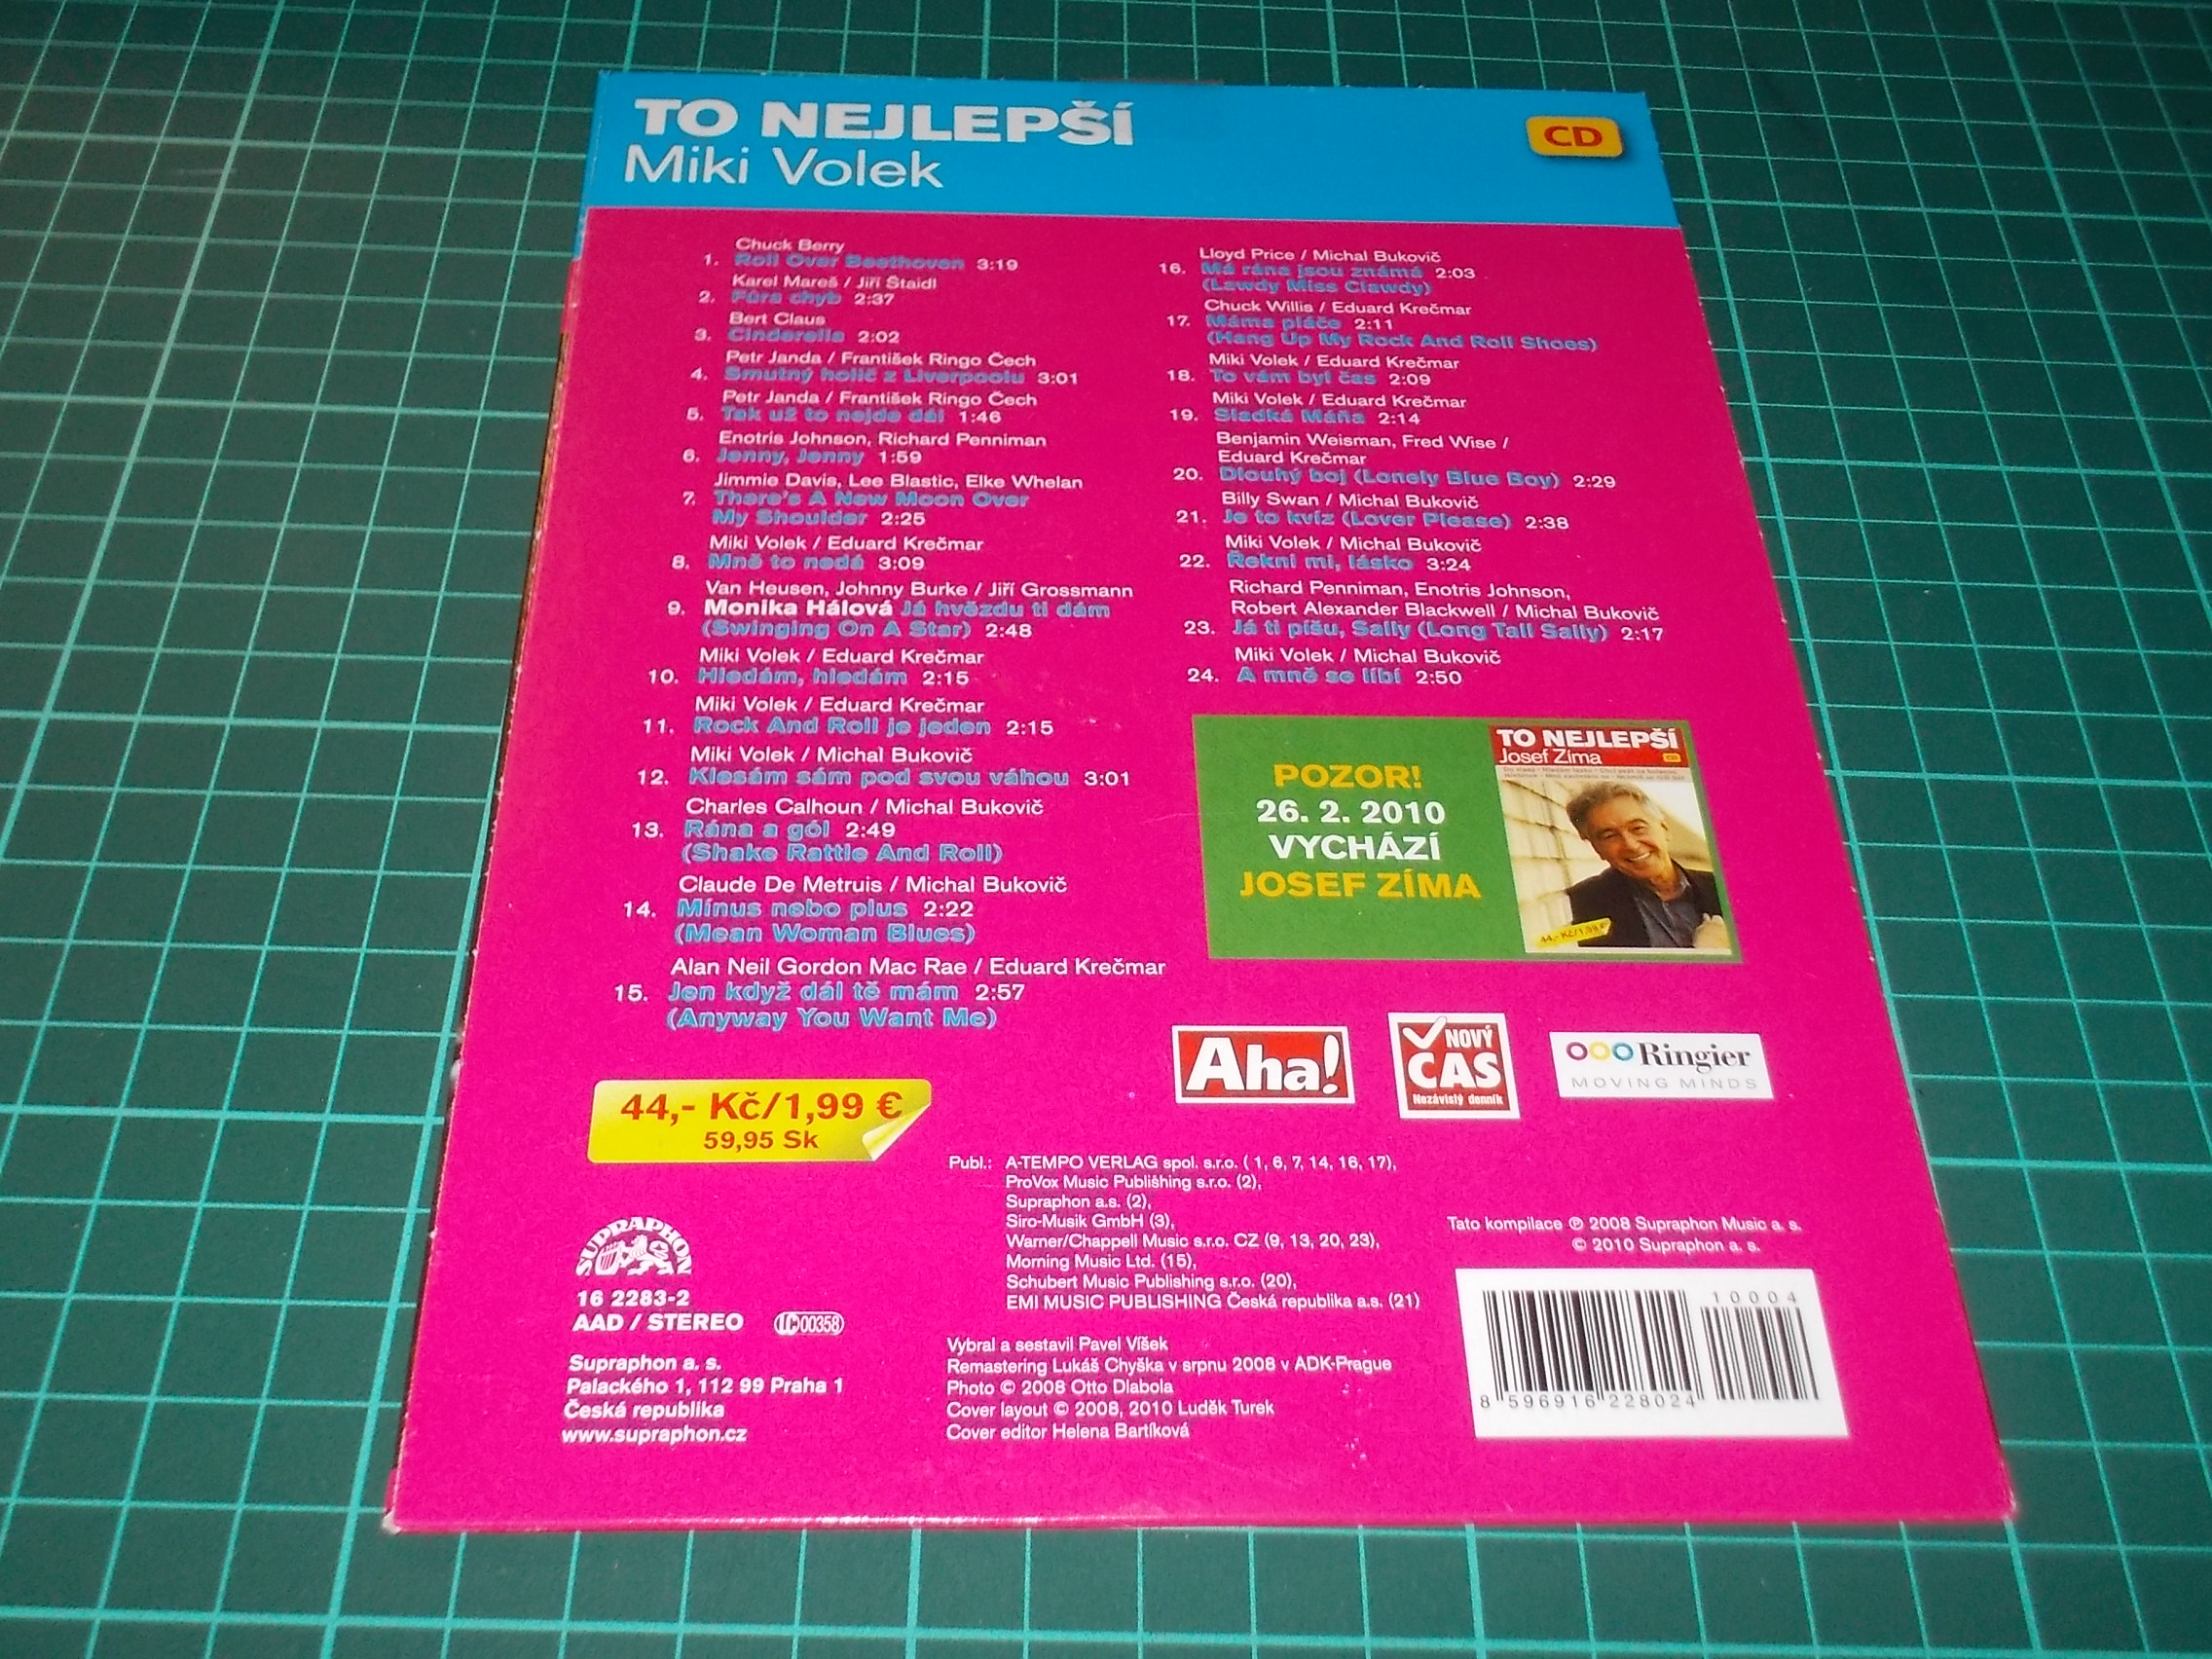 TO NEJLEPŠÍ
Miki Volek
CD
Chuck Berry
1. Roll Over Beethoven 3:19
Karel Mareš / Jiří Štaidl
2. Fůra chyb 2:37
Bert Claus
3. Cinderella 2:02
Petr Janda / František Ringo Čech
4. Smutný holič z Liverpoolu 3:01
Petr Janda / František Ringo Čech
5. Tak už to nejde dál 1:46
Enotris Johnson, Richard Penniman
6. Jenny, Jenny 1:59
Jimmie Davis, Lee Blastic, Elke Whelan
7. There's A New Moon Over
My Shoulder 2:25
Miki Volek / Eduard Krečmar
8. Mně to nedá 3:09
Van Heusen, Johnny Burke / Jiří Grossmann
9. Monika Hálová Já hvězdu ti dám
(Swinging On A Star) 2:48
Miki Volek / Eduard Krečmar
10. Hledám, hledám 2:15
Miki Volek / Eduard Krečmar
11. Rock And Roll je jeden 2:15
Miki Volek / Michal Bukovič
12. Klesám sám pod svou váhou 3:01
Charles Calhoun / Michal Bukovič
13. Rána a gól 2:49
(Shake Rattle And Roll)
Claude De Metruis / Michal Bukovič
14. Mínus nebo plus 2:22
(Mean Woman Blues)
Alan Neil Gordon Mac Rae / Eduard Krečmar
15. Jen když dál tě mám 2:57
(Anyway You Want Me)
Lloyd Price / Michal Bukovič
16. Má rána jsou známá 2:03
(Lawdy Miss Clawdy)
Chuck Willis / Eduard Krečmar
17. Máma pláče 2:11
(Hang Up My Rock And Roll Shoes)
Miki Volek / Eduard Krečmar
18. To vám byl čas 2:09
Miki Volek / Eduard Krečmar
19. Sladká Máňa 2:14
Benjamin Weisman, Fred Wise /
Eduard Krečmar
20. Dlouhý boj (Lonely Blue Boy) 2:29
Billy Swan / Michal Bukovič
21. Je to kvíz (Lover Please) 2:38
Miki Volek / Michal Bukovič
22. Řekni mi, lásko 3:24
Richard Penniman, Enotris Johnson,
Robert Alexander Blackwell / Michal Bukovič
23. Já ti píšu, Sally (Long Tall Sally) 2:17
Miki Volek / Michal Bukovič
24. A mně se líbí 2:50
POZOR!
26. 2. 2010
VYCHÁZÍ
JOSEF ZÍMA
TO NEJLEPŠÍ
Josef Zíma
44,- Kč/1,99 €
Aha!
NOVÝ
ČAS
Nezávislý denník
Ringier
MOVING MINDS
44,- Kč/1,99 €
59,95 Sk
SUPRAPHON
16 2283-2
AAD / STEREO LC 00358
Supraphon a. s.
Palackého 1, 112 99 Praha 1
Česká republika
www.supraphon.cz
Publ.: A-TEMPO VERLAG spol. s.r.o. ( 1, 6, 7, 14, 16, 17),
ProVox Music Publishing s.r.o. (2),
Supraphon a.s. (2),
Siro-Musik GmbH (3),
Warner/Chappell Music s.r.o. CZ (9, 13, 20, 23),
Morning Music Ltd. (15),
Schubert Music Publishing s.r.o. (20),
EMI MUSIC PUBLISHING Česká republika a.s. (21)
Vybral a sestavil Pavel Víšek
Remastering Lukáš Chyška v srpnu 2008 v ADK-Prague
Photo © 2008 Otto Dlabola
Cover layout © 2008, 2010 Luděk Turek
Cover editor Helena Bartíková
Tato kompilace ℗ 2008 Supraphon Music a. s.
© 2010 Supraphon a. s.
10004
8 596916 228024